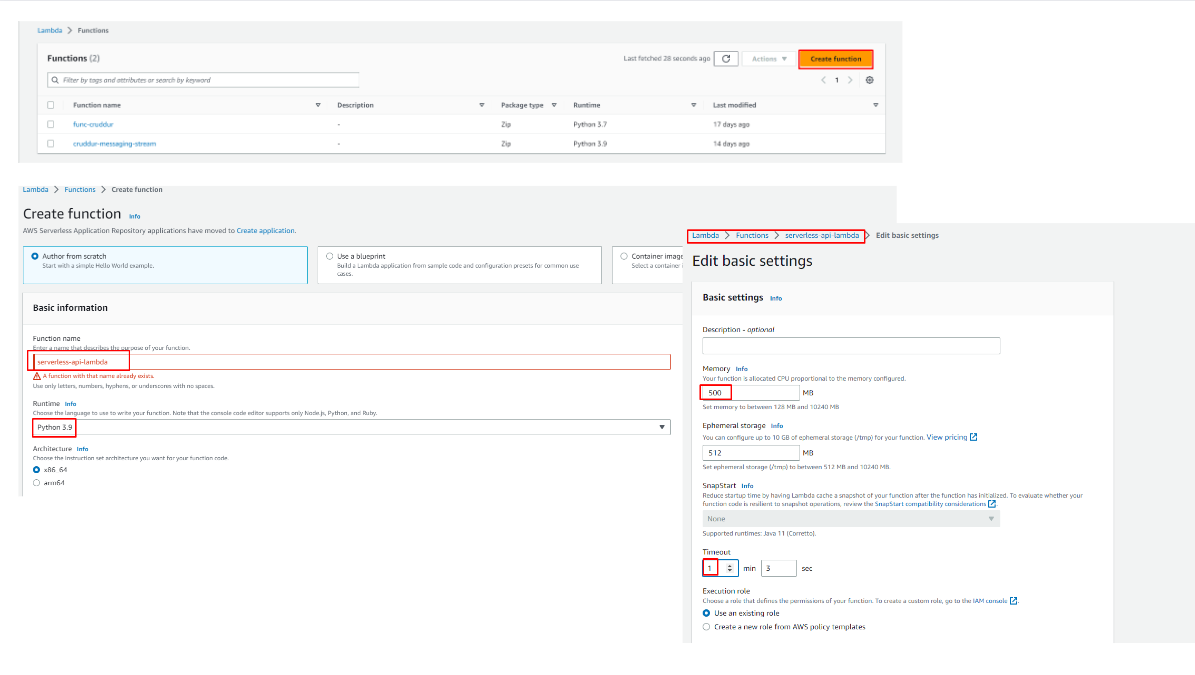 Lambda > Functions
Functions (2)
Last fetched 28 seconds ago
Actions
Create function
Filter by tags and attributes or search by keyword
1
Function name Description Package type Runtime Last modified
func-cruddur - Zip Python 3.7 17 days ago
cruddur-messaging-stream - Zip Python 3.9 14 days ago
Lambda > Functions > Create function
Create function Info
AWS Serverless Application Repository applications have moved to Create application.
Author from scratch
Start with a simple Hello World example.
Use a blueprint
Build a Lambda application from sample code and configuration presets for common use
cases.
Container image
Select a container
Basic information
Function name
Enter a name that describes the purpose of your function.
serverless-api-lambda
A function with that name already exists.
Use only letters, numbers, hyphens, or underscores with no spaces.
Runtime Info
Choose the language to use to write your function. Note that the console code editor supports only Node.js, Python, and Ruby.
Python 3.9
Architecture Info
Choose the instruction set architecture you want for your function code.
x86_64
arm64
Lambda > Functions > serverless-api-lambda > Edit basic settings
Edit basic settings
Basic settings Info
Description - optional
Memory Info
Your function is allocated CPU proportional to the memory configured.
500 MB
Set memory to between 128 MB and 10240 MB
Ephemeral storage Info
You can configure up to 10 GB of ephemeral storage (/tmp) for your function. View pricing
512 MB
Set ephemeral storage (/tmp) to between 512 MB and 10240 MB.
SnapStart Info
Reduce startup time by having Lambda cache a snapshot of your function after the function has initialized. To evaluate whether your
function code is resilient to snapshot operations, review the SnapStart compatibility considerations
None
Supported runtimes: Java 11 (Corretto).
Timeout
1 min 3 sec
Execution role
Choose a role that defines the permissions of your function. To create a custom role, go to the IAM console.
Use an existing role
Create a new role from AWS policy templates